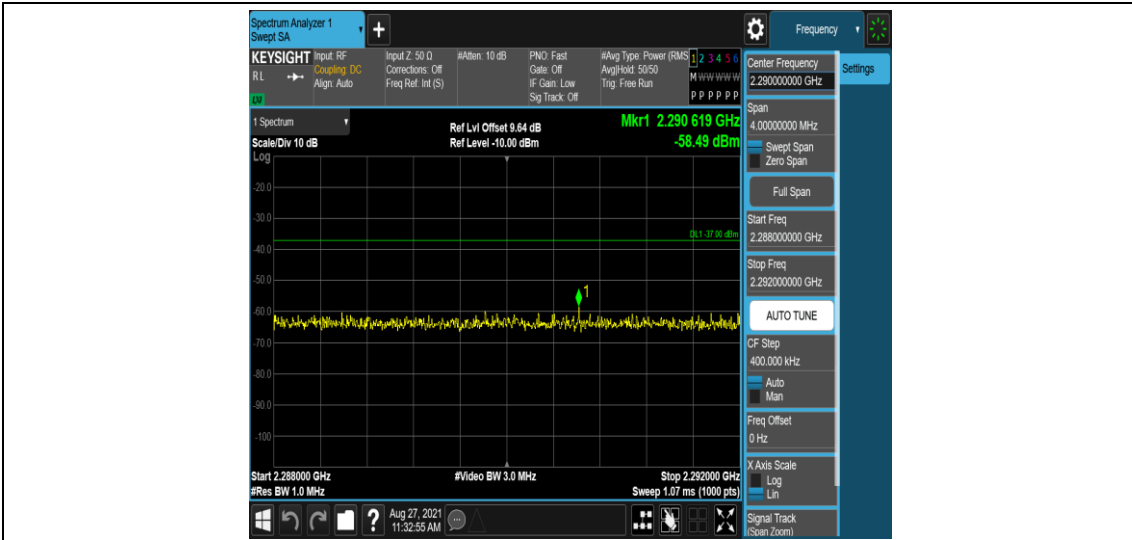 Spectrum Analyzer 1
Swept SA
+
Frequency
KEYSIGHT
RL
LXI
Input: RF
Coupling: DC
Align: Auto
Input Z: 50 Ω
Corrections: Off
Freq Ref: Int (S)
#Atten: 10 dB
PNO: Fast
Gate: Off
IF Gain: Low
Sig Track: Off
#Avg Type: Power (RMS
Avg|Hold: 50/50
Trig: Free Run
1 2 3 4 5 6
M W W W W W
P P P P P P
1 Spectrum
Scale/Div 10 dB
Log
Ref Lvl Offset 9.64 dB
Ref Level -10.00 dBm
Mkr1 2.290 619 GHz
-58.49 dBm
-20.0
-30.0
DL1 -37.00 dBm
-40.0
-50.0
1
-60.0
-70.0
-80.0
-90.0
-100
Start 2.288000 GHz
#Res BW 1.0 MHz
#Video BW 3.0 MHz
Stop 2.292000 GHz
Sweep 1.07 ms (1000 pts)
?
Aug 27, 2021
11:32:55 AM
Center Frequency
2.290000000 GHz
Settings
Span
4.00000000 MHz
Swept Span
Zero Span
Full Span
Start Freq
2.288000000 GHz
Stop Freq
2.292000000 GHz
AUTO TUNE
CF Step
400.000 kHz
Auto
Man
Freq Offset
0 Hz
X Axis Scale
Log
Lin
Signal Track
(Span Zoom)